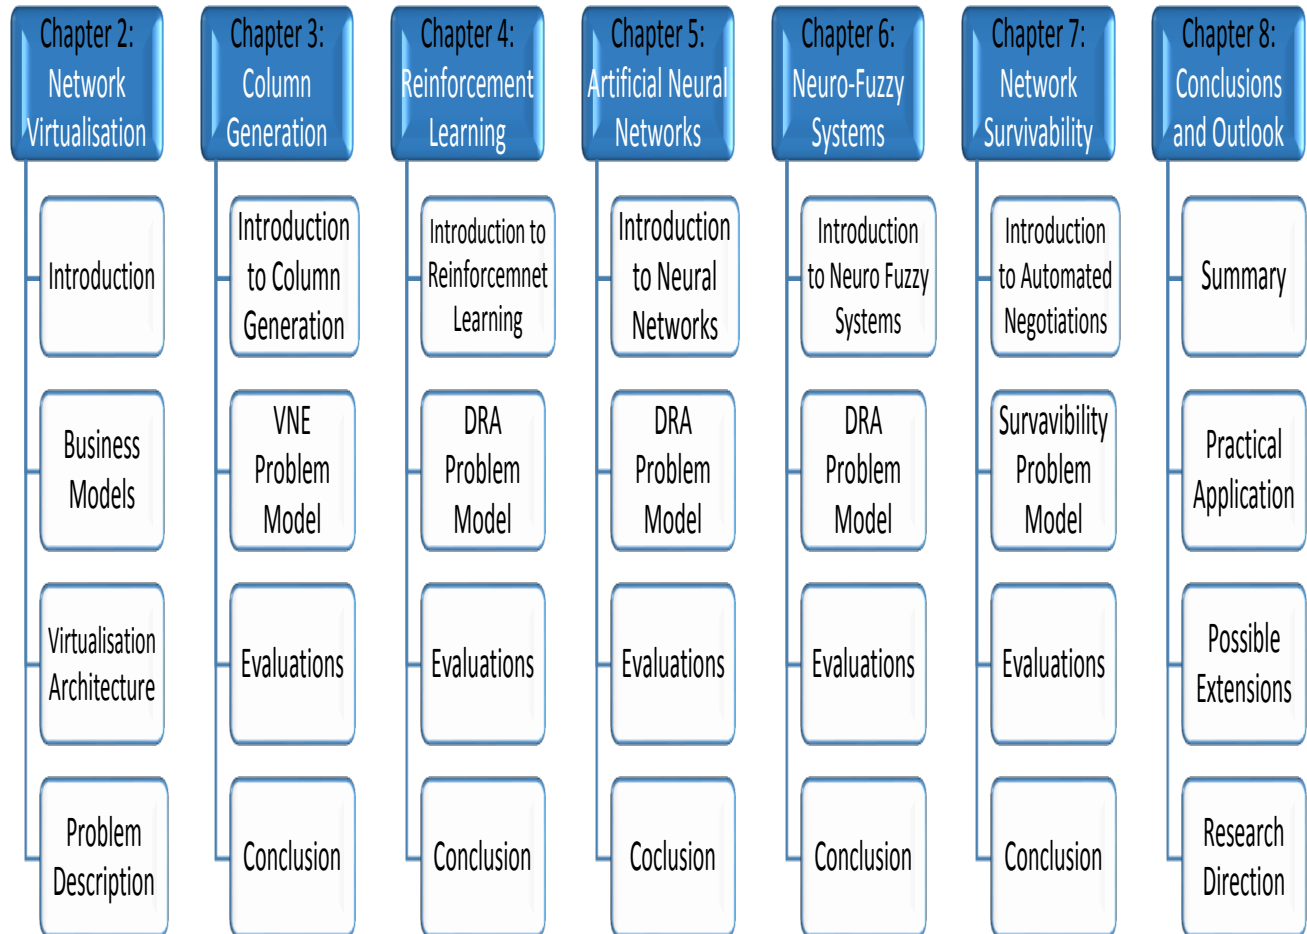 Chapter 2:
Network
Virtualisation
Introduction
Business
Models
Virtualisation
Architecture
Problem
Description
Chapter 3:
Column
Generation
Introduction
to Column
Generation
VNE
Problem
Model
Evaluations
Conclusion
Chapter 4:
Reinforcement
Learning
Introduction to
Reinforcemnet
Learning
DRA
Problem
Model
Evaluations
Conclusion
Chapter 5:
Artificial Neural
Networks
Introduction
to Neural
Networks
DRA
Problem
Model
Evaluations
Coclusion
Chapter 6:
Neuro-Fuzzy
Systems
Introduction
to Neuro Fuzzy
Systems
DRA
Problem
Model
Evaluations
Conclusion
Chapter 7:
Network
Survivability
Introduction
to Automated
Negotiations
Survavibility
Problem
Model
Evaluations
Conclusion
Chapter 8:
Conclusions
and Outlook
Summary
Practical
Application
Possible
Extensions
Research
Direction